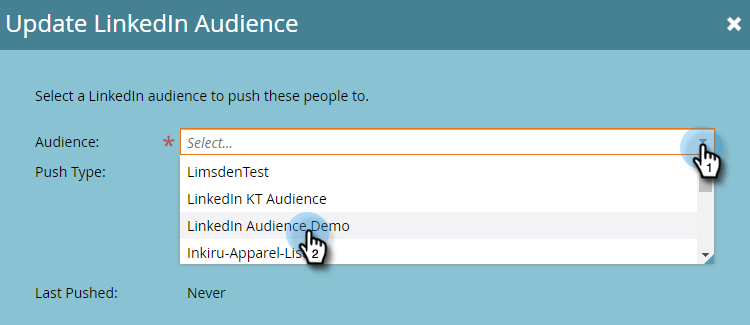 Update LinkedIn Audience
Select a LinkedIn audience to push these people to.
Audience: * Select...
1
Push Type:
LimsdenTest
LinkedIn KT Audience
LinkedIn Audience Demo
2
Inkiru-Apparel-Lis
Last Pushed: Never